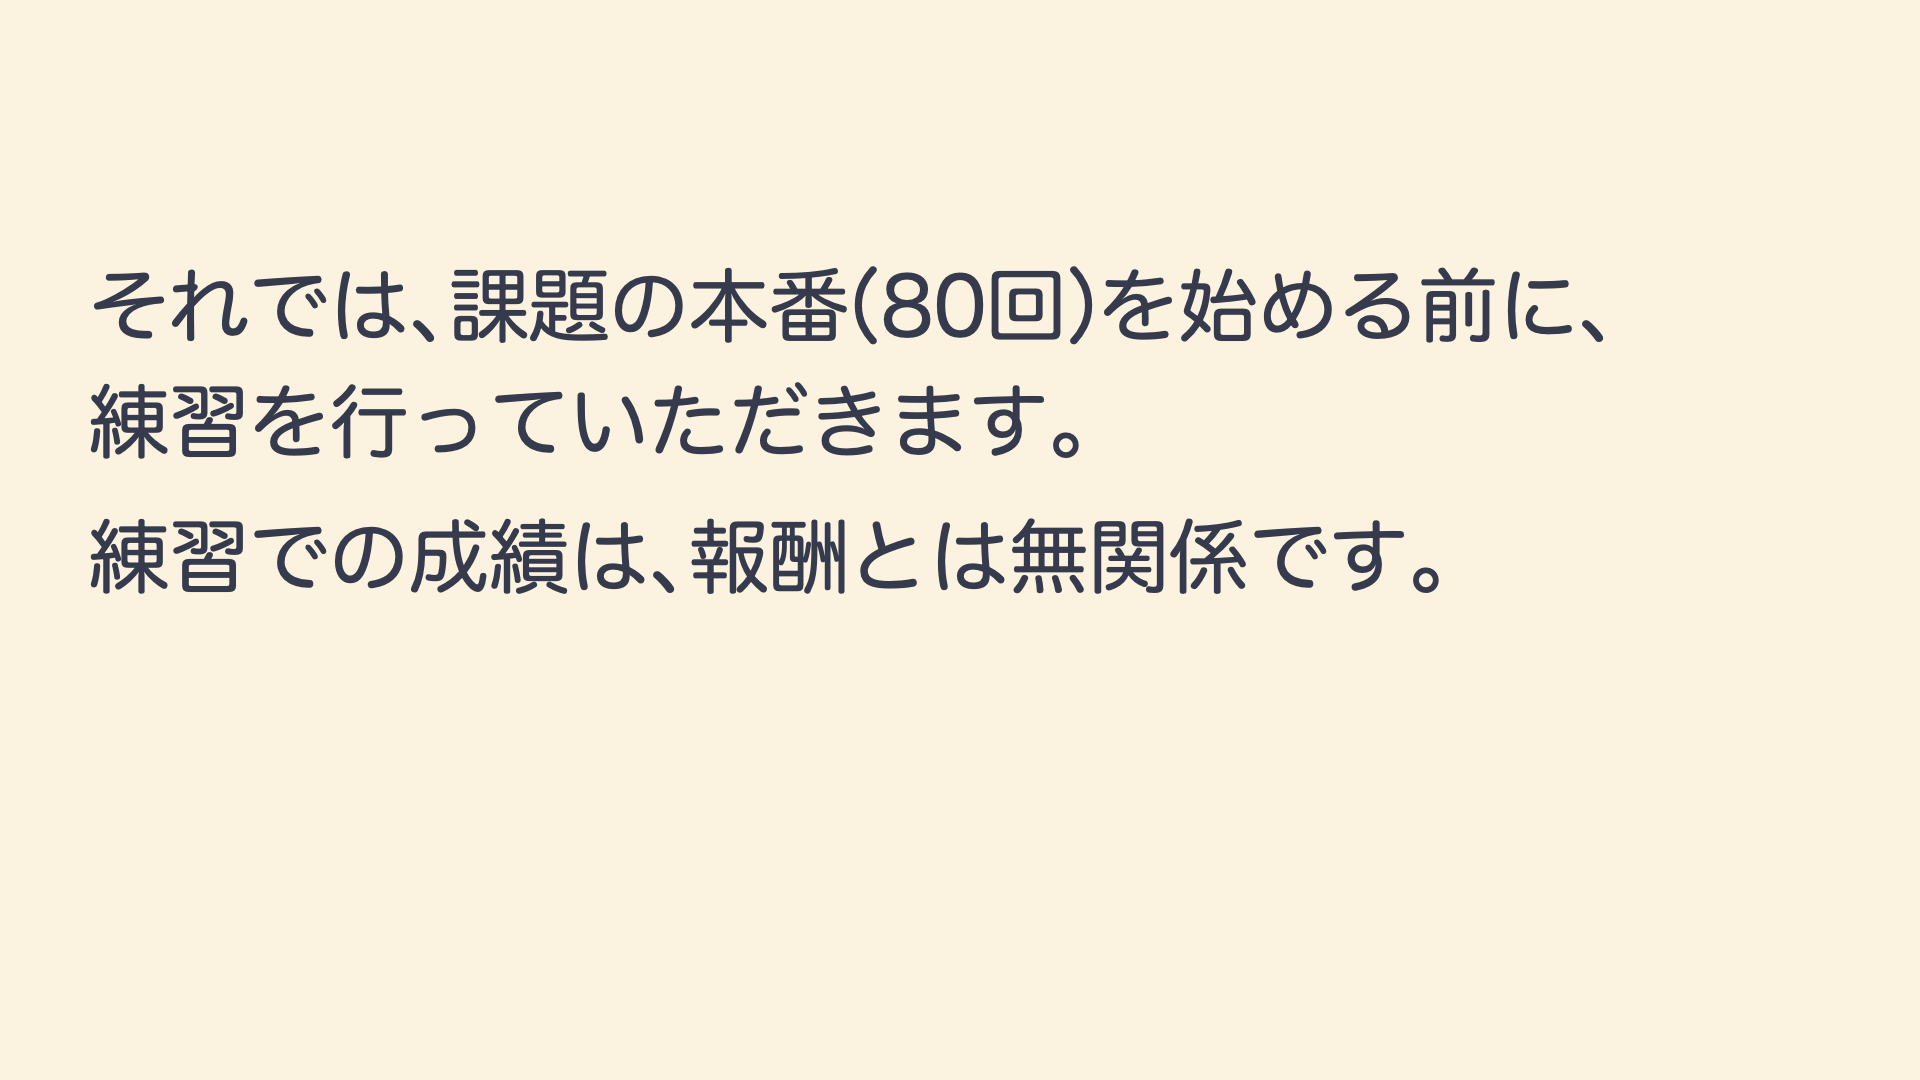 それでは、課題の本番(80回)を始める前に、
練習を行っていただきます。
練習での成績は、報酬とは無関係です。